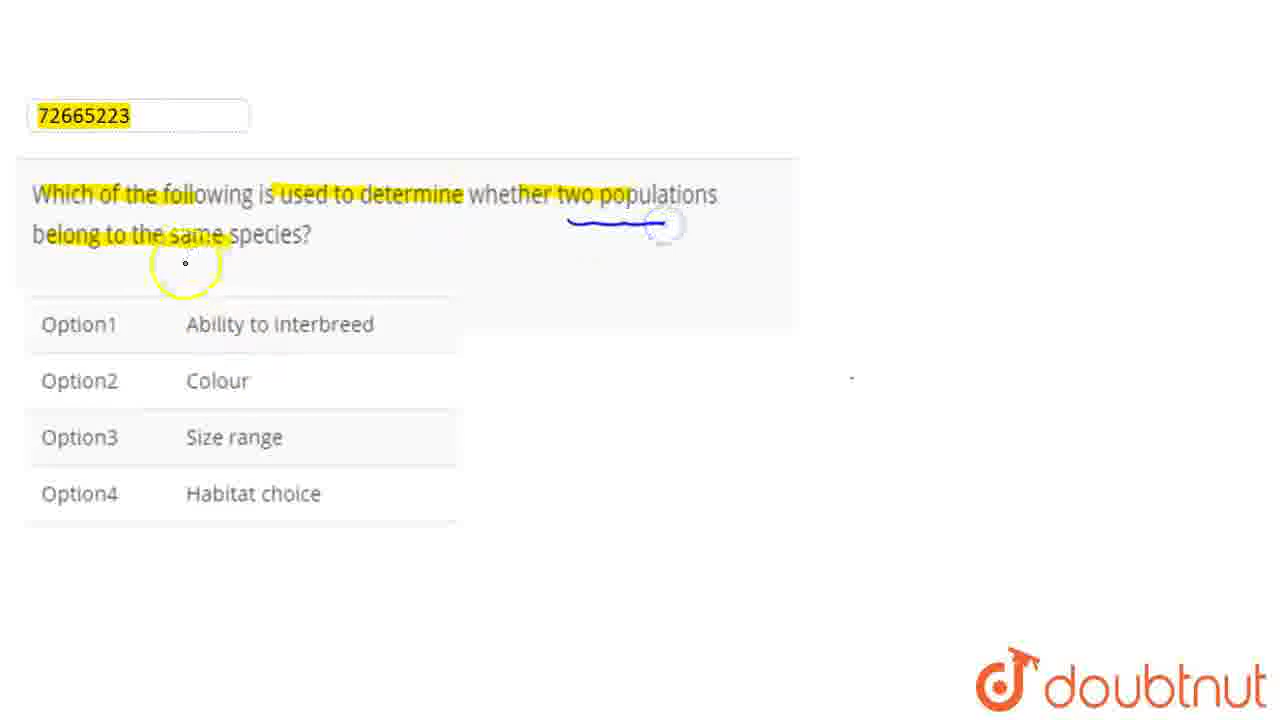 72665223
Which of the following is used to determine whether two populations
belong to the same species?
Option1 Ability to interbreed
Option2 Colour
Option3 Size range
Option4 Habitat choice
doubtnut